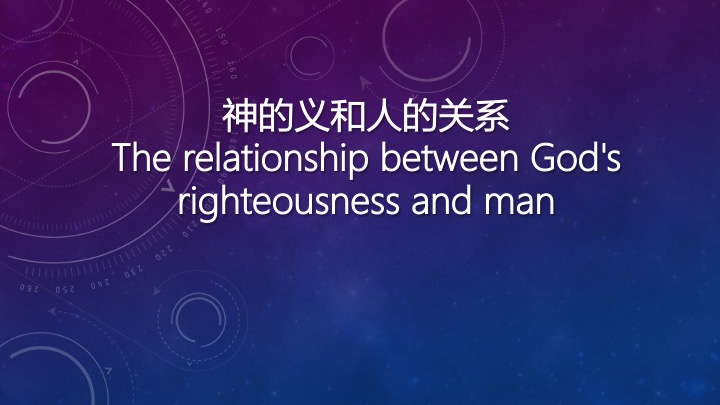 神的义和人的关系
The relationship between God's
righteousness and man